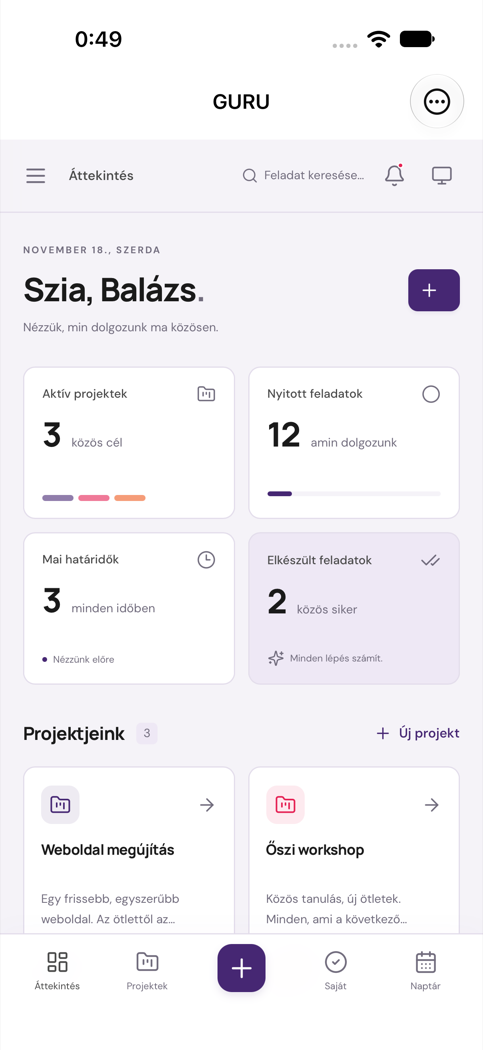 0:49
GURU
Áttekintés
Feladat keresése...
NOVEMBER 18., SZERDA
Szia, Balázs.
Nézzük, min dolgozunk ma közösen.
Aktív projektek
3 közös cél
Nyitott feladatok
12 amin dolgozunk
Mai határidők
3 minden időben
Nézzünk előre
Elkészült feladatok
2 közös siker
Minden lépés számít.
Projektjeink 3
+ Új projekt
Weboldal megújítás
Egy frissebb, egyszerűbb
weboldal. Az ötlettől az...
Őszi workshop
Közös tanulás, új ötletek.
Minden, ami a következő...
Áttekintés
Projektek
Saját
Naptár